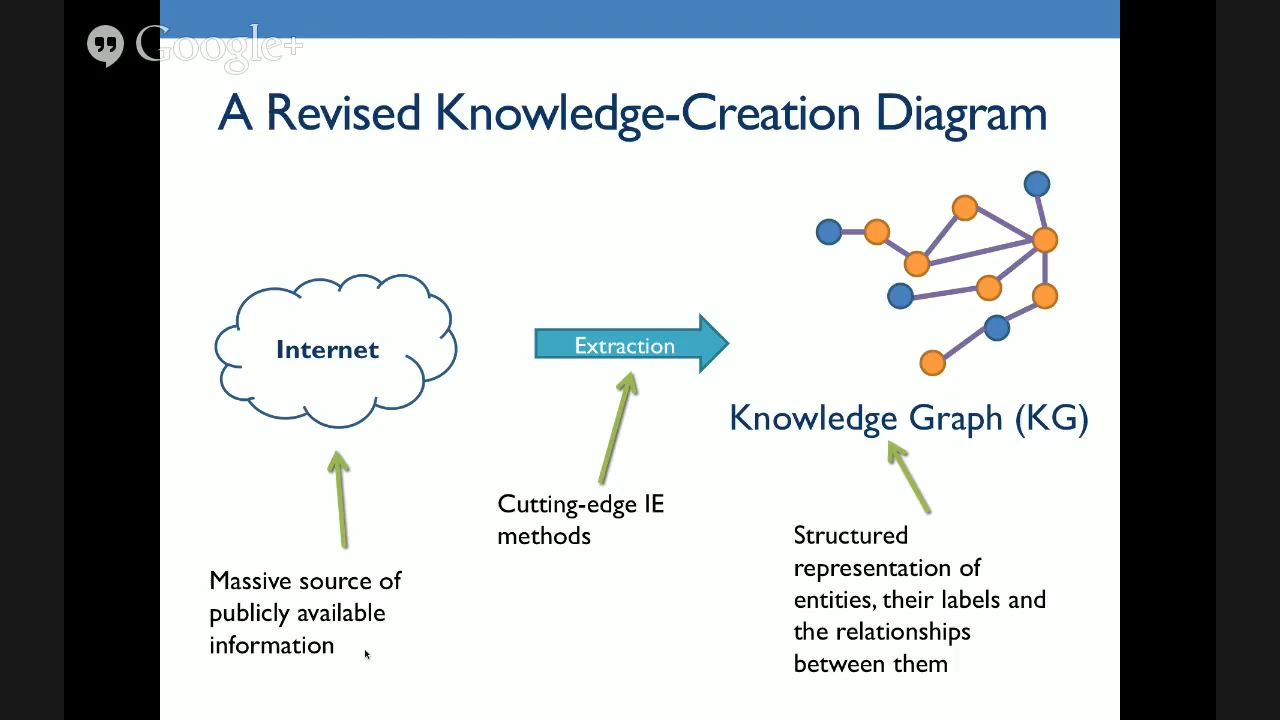 Google+
A Revised Knowledge-Creation Diagram
Internet
Extraction
Knowledge Graph (KG)
Cutting-edge IE
methods
Massive source of
publicly available
information
Structured
representation of
entities, their labels and
the relationships
between them